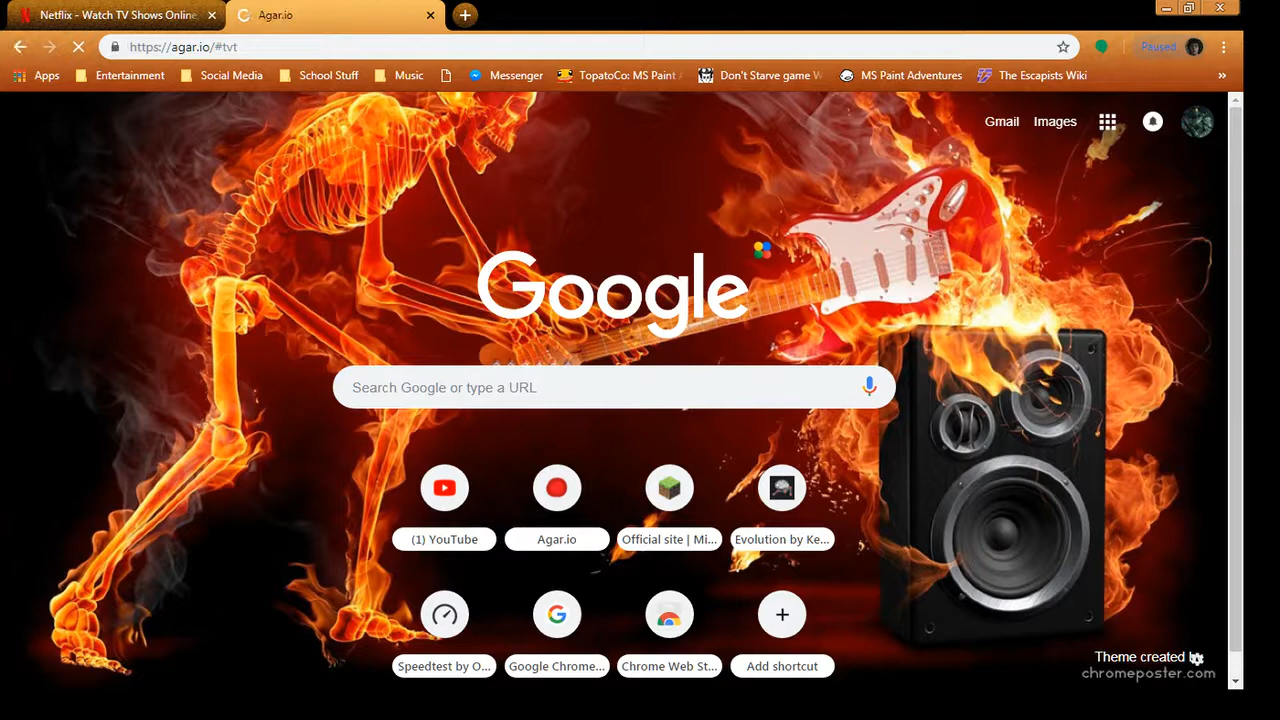 Netflix - Watch TV Shows Online,
Agar.io
https://agar.io/#tvt
Paused
Apps
Entertainment
Social Media
School Stuff
Music
Messenger
TopatoCo: MS Paint
Don't Starve game W
MS Paint Adventures
The Escapists Wiki
»
Gmail
Images
Google
Search Google or type a URL
(1) YouTube
Agar.io
Official site | Mi...
Evolution by Ke...
Speedtest by O...
Google Chrome...
Chrome Web St...
Add shortcut
Theme created
chromeposter.com